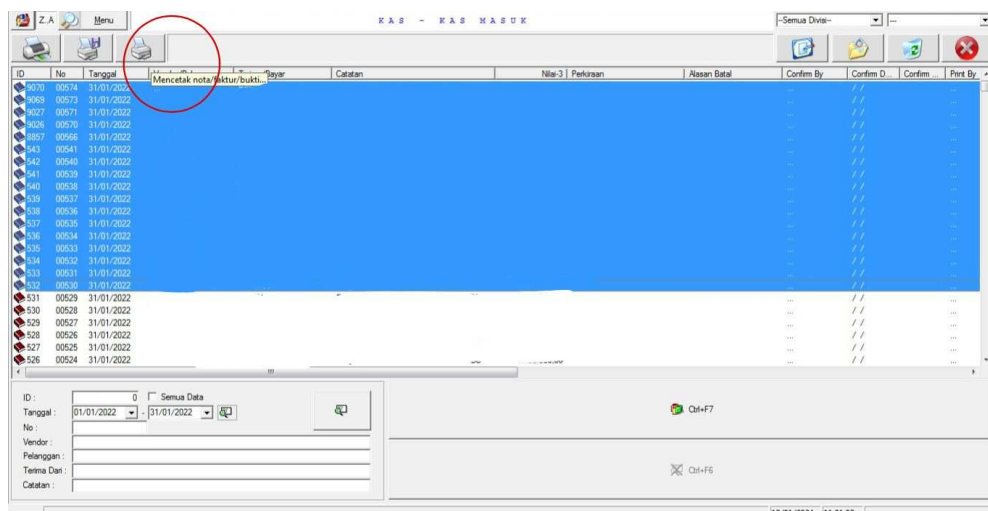 Z..A Menu KAS - KAS MASUK --Semua Divisi-- ---
ID No Tanggal Bayar Catatan Nilai-3 Perkiraan Alasan Batal Confirm By Confirm D... Confirm ... Print By
Mencetak nota/faktur/bukti...
9070 00574 31/01/2022 ... / / ...
9069 00573 31/01/2022 ... / / ...
9027 00571 31/01/2022 ... / / ...
9026 00570 31/01/2022 ... / / ...
8857 00566 31/01/2022 ... / / ...
543 00541 31/01/2022 ... / / ...
542 00540 31/01/2022 ... / / ...
541 00539 31/01/2022 ... / / ...
540 00538 31/01/2022 ... / / ...
539 00537 31/01/2022 ... / / ...
538 00536 31/01/2022 ... / / ...
537 00535 31/01/2022 ... / / ...
536 00534 31/01/2022 ... / / ...
535 00533 31/01/2022 ... / / ...
534 00532 31/01/2022 ... / / ...
533 00531 31/01/2022 ... / / ...
532 00530 31/01/2022 ... / / ...
531 00529 31/01/2022 ... / / ...
530 00528 31/01/2022 ... / / ...
529 00527 31/01/2022 ... / / ...
528 00526 31/01/2022 ... / / ...
527 00525 31/01/2022 ... / / ...
526 00524 31/01/2022 ... / / ...
ID : 0 Semua Data
Tanggal : 01/01/2022 - 31/01/2022
Ctrl+F7
No :
Vendor :
Pelanggan :
Terima Dari : Ctrl+F6
Catatan :